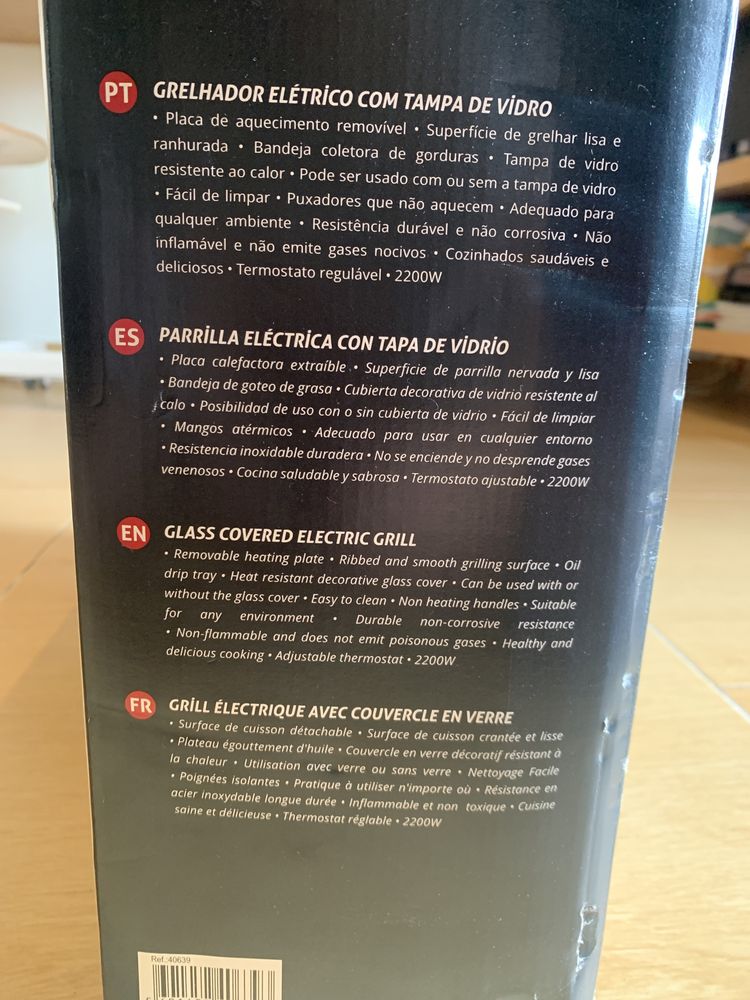 PT GRELHADOR ELÉTRICO COM TAMPA DE VIDRO
• Placa de aquecimento removível • Superfície de grelhar lisa e
ranhurada • Bandeja coletora de gorduras • Tampa de vidro
resistente ao calor • Pode ser usado com ou sem a tampa de vidro
• Fácil de limpar • Puxadores que não aquecem • Adequado para
qualquer ambiente • Resistência durável e não corrosiva • Não
inflamável e não emite gases nocivos • Cozinhados saudáveis e
deliciosos • Termostato regulável • 2200W
ES PARRILLA ELÉCTRICA CON TAPA DE VIDRIO
• Placa calefactora extraíble • Superficie de parrilla nervada y lisa
• Bandeja de goteo de grasa • Cubierta decorativa de vidrio resistente al
calo • Posibilidad de uso con o sin cubierta de vidrio • Fácil de limpiar
• Mangos atérmicos • Adecuado para usar en cualquier entorno
• Resistencia inoxidable duradera • No se enciende y no desprende gases
venenosos • Cocina saludable y sabrosa • Termostato ajustable • 2200W
EN GLASS COVERED ELECTRIC GRILL
• Removable heating plate • Ribbed and smooth grilling surface • Oil
drip tray • Heat resistant decorative glass cover • Can be used with or
without the glass cover • Easy to clean • Non heating handles • Suitable
for any environment • Durable non-corrosive resistance
• Non-flammable and does not emit poisonous gases • Healthy and
delicious cooking • Adjustable thermostat • 2200W
FR GRILL ÉLECTRIQUE AVEC COUVERCLE EN VERRE
• Surface de cuisson détachable • Surface de cuisson crantée et lisse
• Plateau égouttement d'huile • Couvercle en verre décoratif résistant à
la chaleur • Utilisation avec verre ou sans verre • Nettoyage Facile
• Poignées isolantes • Pratique à utiliser n'importe où • Résistance en
acier inoxydable longue durée • Inflammable et non toxique • Cuisine
saine et délicieuse • Thermostat réglable • 2200W
Ref.:40639